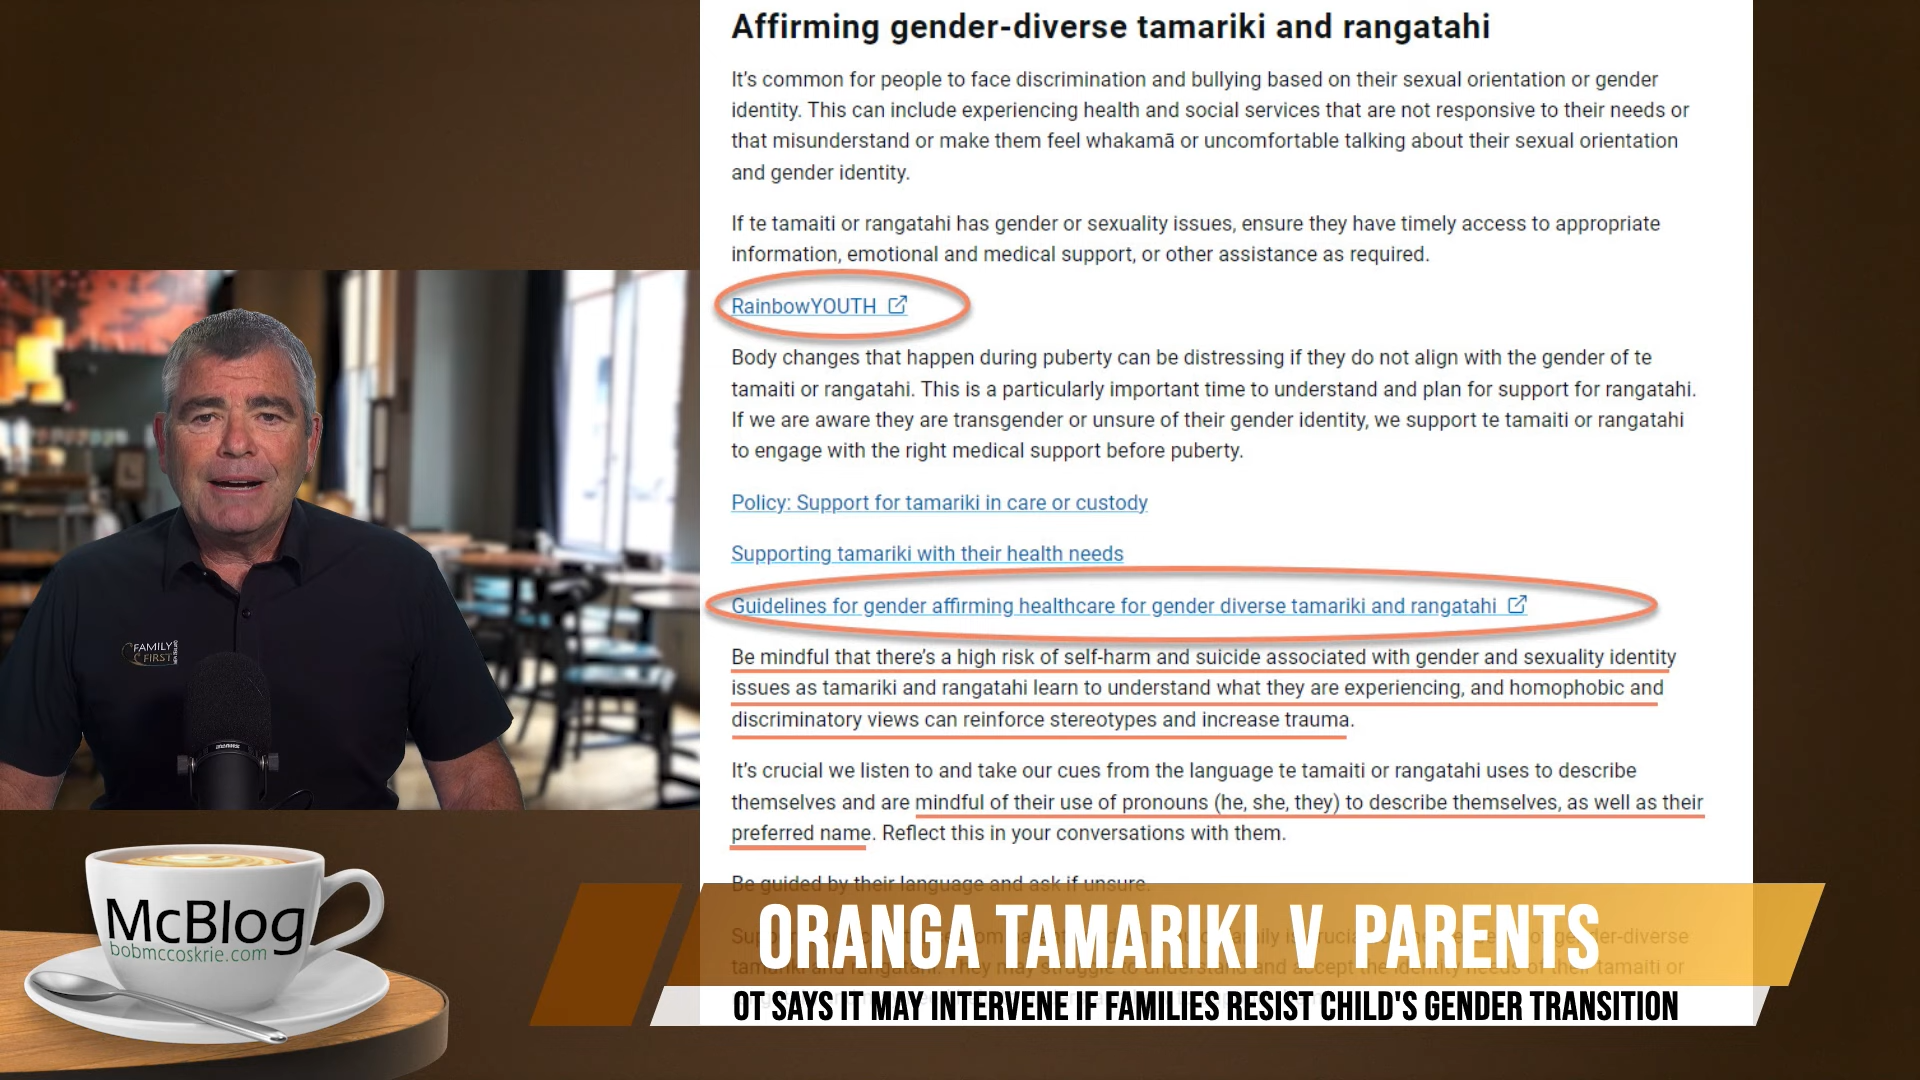 Affirming gender-diverse tamariki and rangatahi
It's common for people to face discrimination and bullying based on their sexual orientation or gender
identity. This can include experiencing health and social services that are not responsive to their needs or
that misunderstand or make them feel whakamā or uncomfortable talking about their sexual orientation
and gender identity.
If te tamaiti or rangatahi has gender or sexuality issues, ensure they have timely access to appropriate
information, emotional and medical support, or other assistance as required.
RainbowYOUTH
Body changes that happen during puberty can be distressing if they do not align with the gender of te
tamaiti or rangatahi. This is a particularly important time to understand and plan for support for rangatahi.
If we are aware they are transgender or unsure of their gender identity, we support te tamaiti or rangatahi
to engage with the right medical support before puberty.
Policy: Support for tamariki in care or custody
Supporting tamariki with their health needs
Guidelines for gender affirming healthcare for gender diverse tamariki and rangatahi
Be mindful that there's a high risk of self-harm and suicide associated with gender and sexuality identity
issues as tamariki and rangatahi learn to understand what they are experiencing, and homophobic and
discriminatory views can reinforce stereotypes and increase trauma.
It's crucial we listen to and take our cues from the language te tamaiti or rangatahi uses to describe
themselves and are mindful of their use of pronouns (he, she, they) to describe themselves, as well as their
preferred name. Reflect this in your conversations with them.
Be guided by their language and ask if unsure.
FAMILY
FIRST
McBlog
bobmccoskrie.com
ORANGA TAMARIKI V PARENTS
OT SAYS IT MAY INTERVENE IF FAMILIES RESIST CHILD'S GENDER TRANSITION